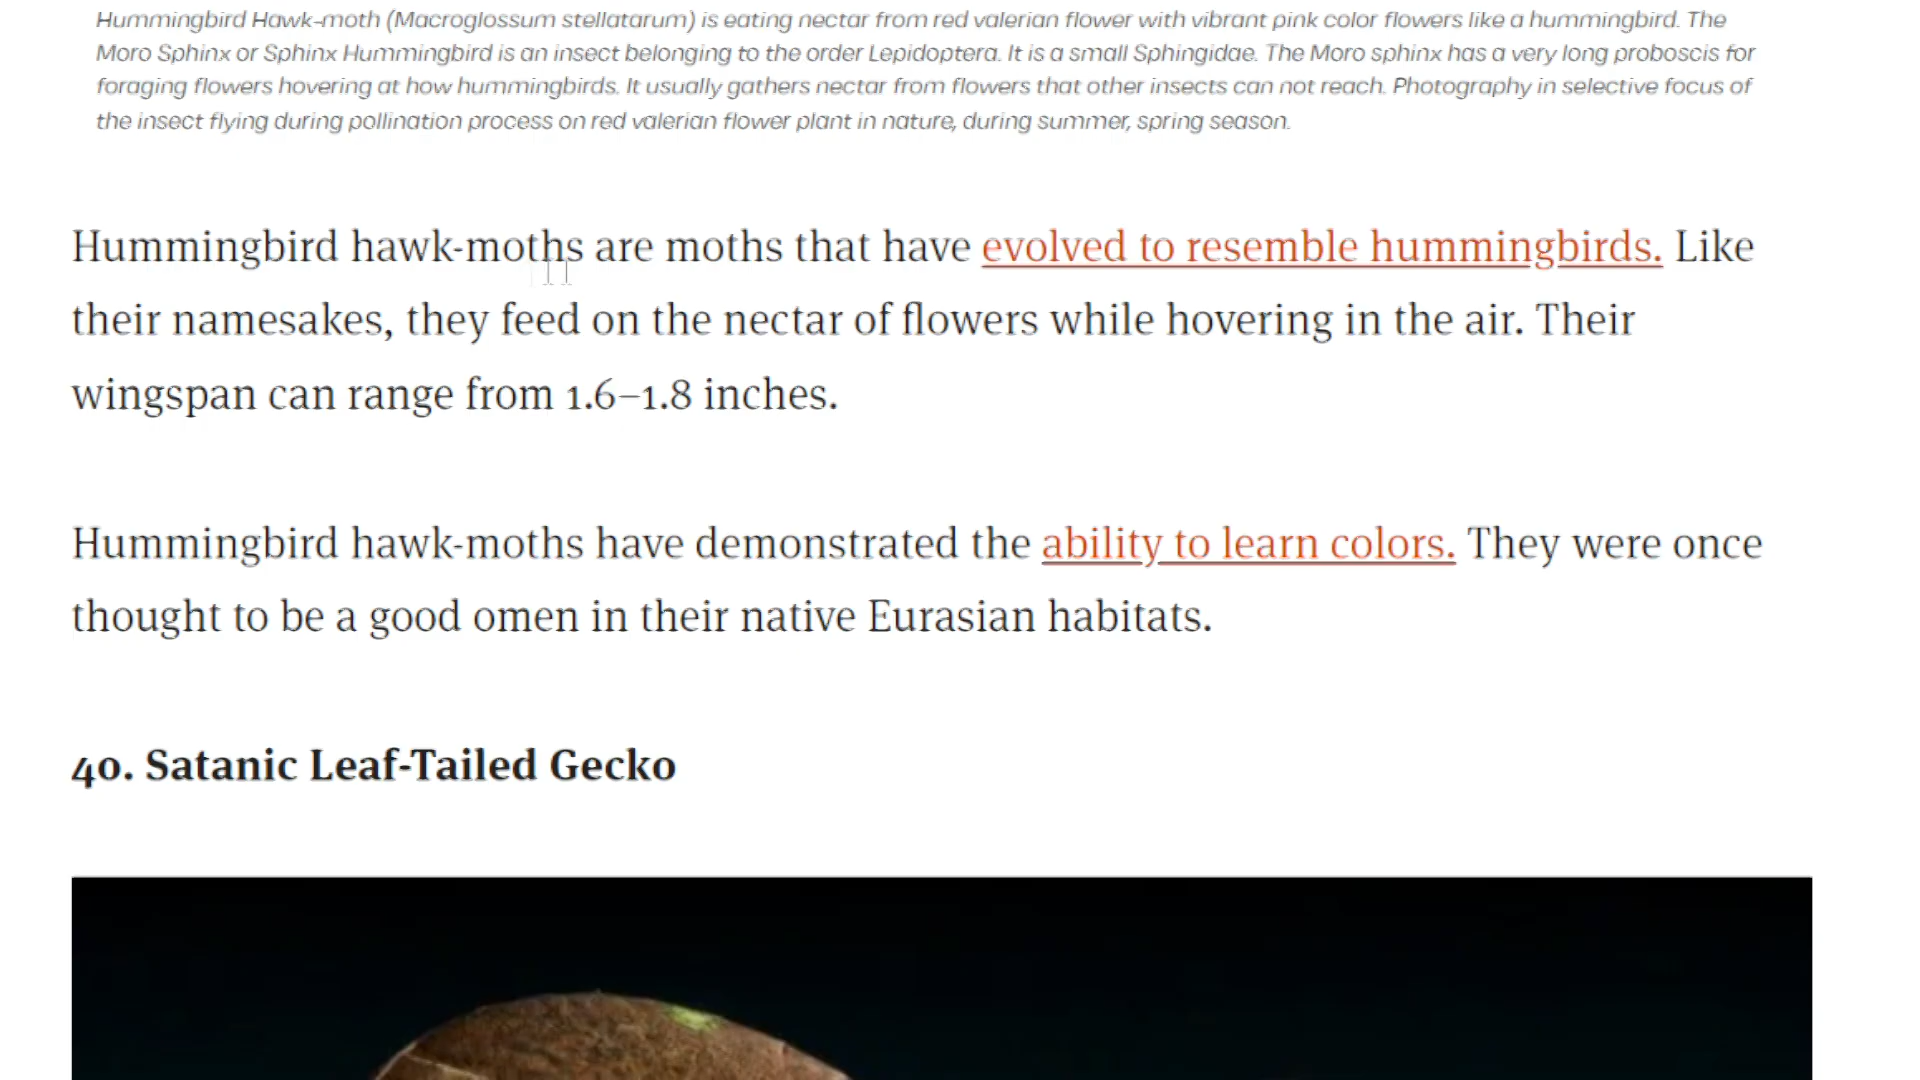 Hummingbird Hawk-moth (Macroglossum stellatarum) is eating nectar from red valerian flower with vibrant pink color flowers like a hummingbird. The
Moro Sphinx or Sphinx Hummingbird is an insect belonging to the order Lepidoptera. It is a small Sphingidae. The Moro sphinx has a very long proboscis for
foraging flowers hovering at how hummingbirds. It usually gathers nectar from flowers that other insects can not reach. Photography in selective focus of
the insect flying during pollination process on red valerian flower plant in nature, during summer, spring season.
Hummingbird hawk-moths are moths that have evolved to resemble hummingbirds. Like
their namesakes, they feed on the nectar of flowers while hovering in the air. Their
wingspan can range from 1.6–1.8 inches.
Hummingbird hawk-moths have demonstrated the ability to learn colors. They were once
thought to be a good omen in their native Eurasian habitats.
40. Satanic Leaf-Tailed Gecko